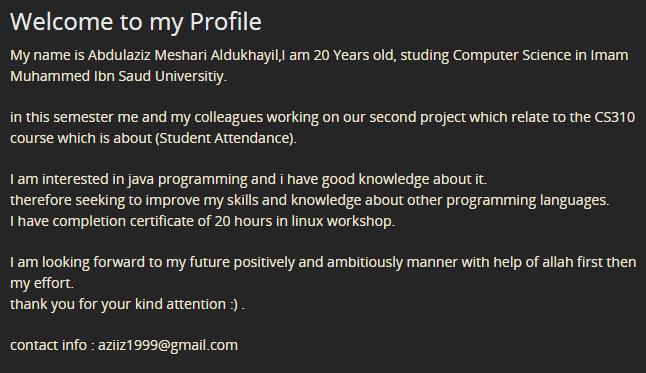 Welcome to my Profile
My name is Abdulaziz Meshari Aldukhayil,I am 20 Years old, studing Computer Science in Imam
Muhammed Ibn Saud Universitiy.
in this semester me and my colleagues working on our second project which relate to the CS310
course which is about (Student Attendance).
I am interested in java programming and i have good knowledge about it.
therefore seeking to improve my skills and knowledge about other programming languages.
I have completion certificate of 20 hours in linux workshop.
I am looking forward to my future positively and ambitiously manner with help of allah first then
my effort.
thank you for your kind attention :) .
contact info : aziiz1999@gmail.com